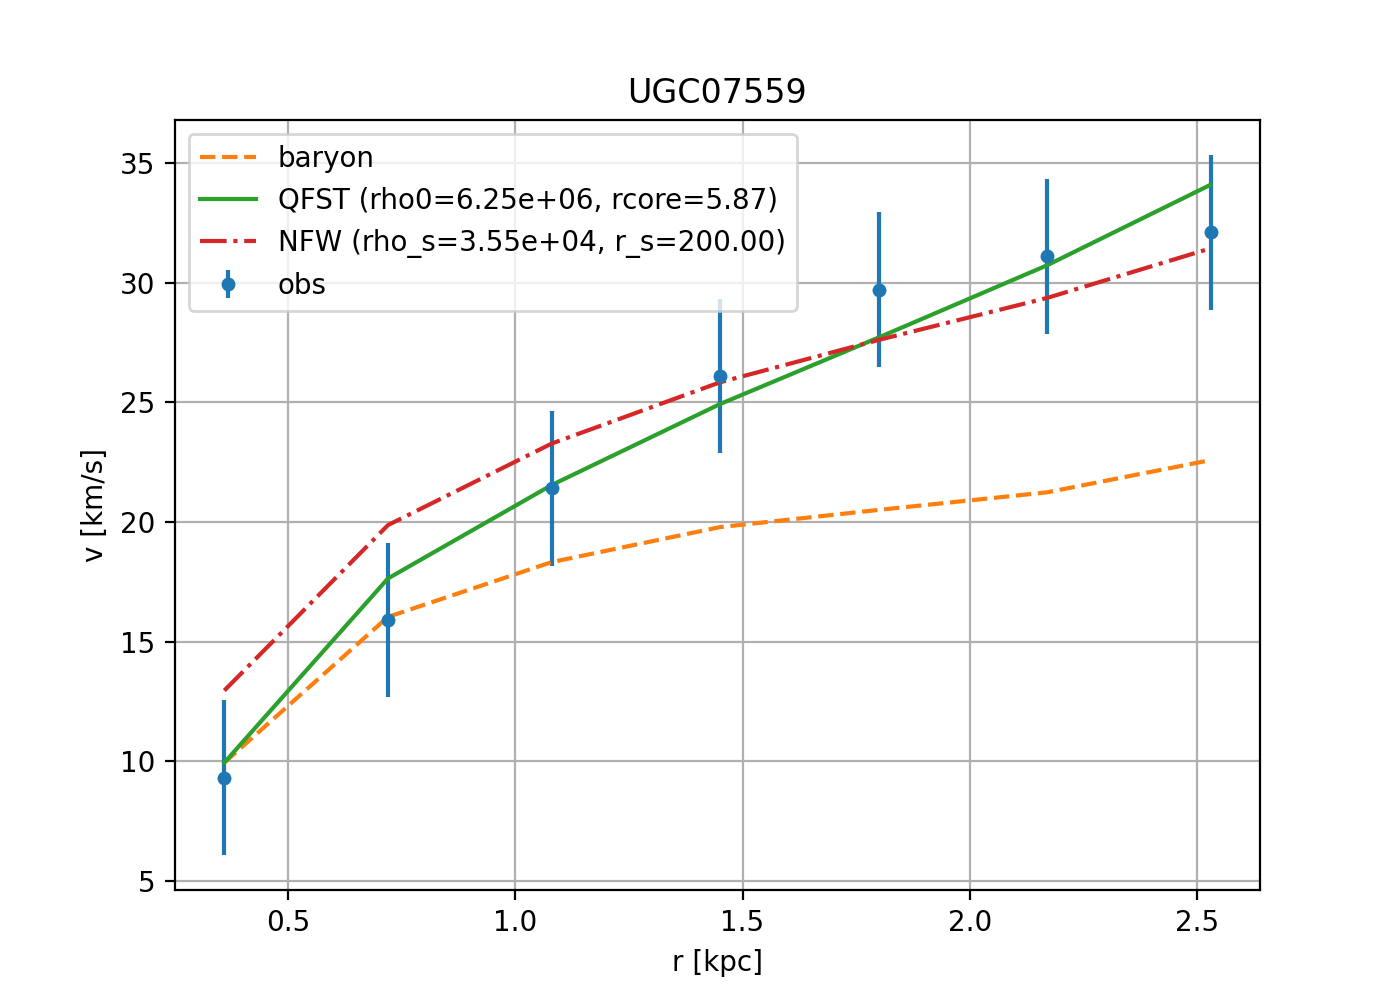 UGC07559
baryon
QFST (rho0=6.25e+06, rcore=5.87)
NFW (rho_s=3.55e+04, r_s=200.00)
obs
35
30
25
20
15
10
5
v [km/s]
0.5 1.0 1.5 2.0 2.5
r [kpc]